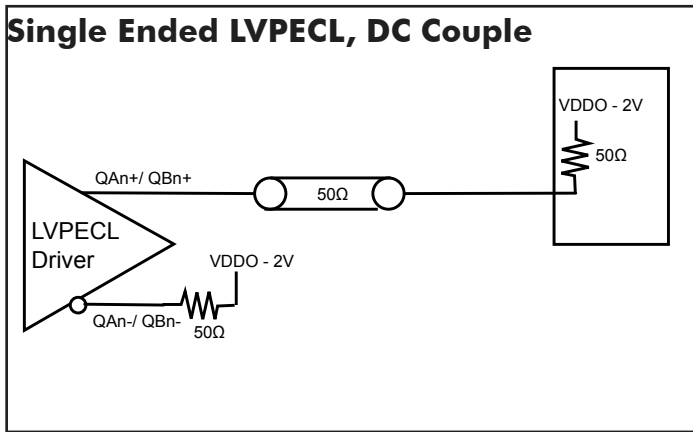 Single Ended LVPECL, DC Couple
VDDO - 2V
50Ω
QAn+/ QBn+
50Ω
LVPECL
Driver
VDDO - 2V
QAn-/ QBn-
50Ω